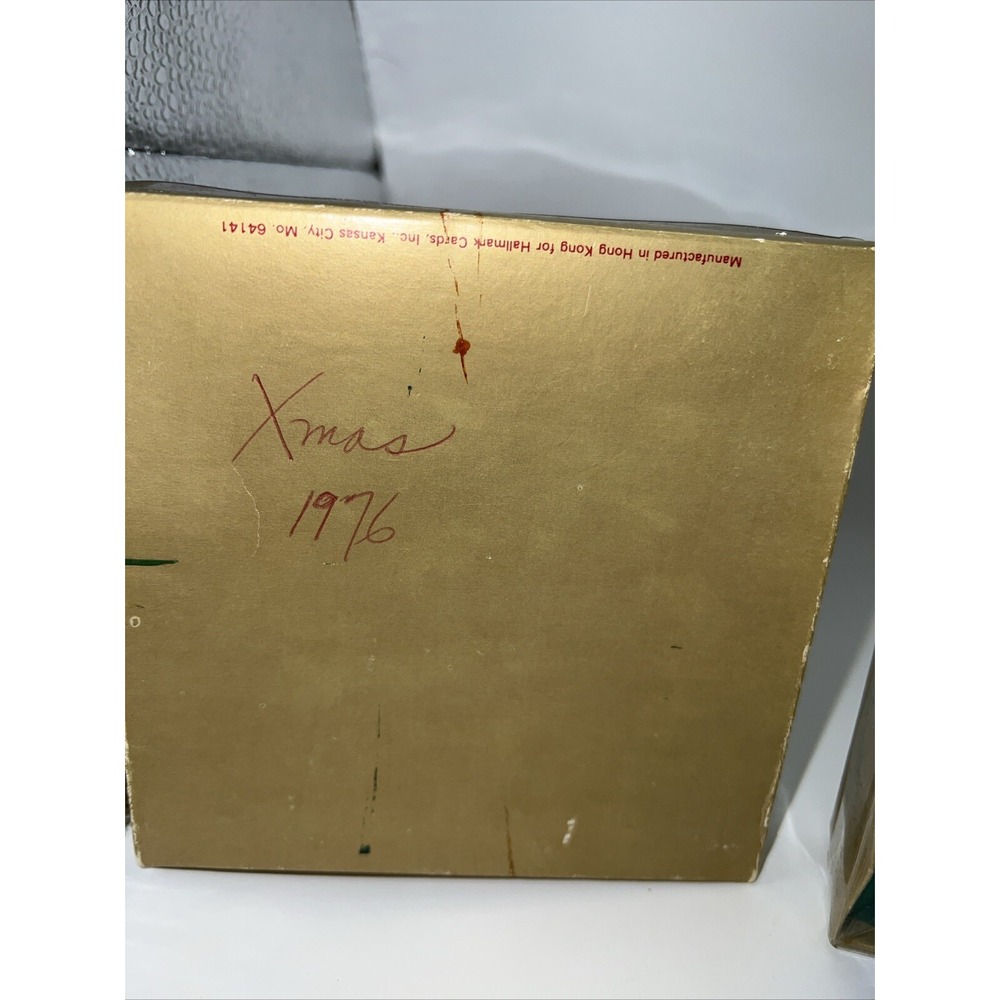 Manufactured in Hong Kong for Hallmark Cards, Inc., Kansas City, Mo. 64141
Xmas
1976